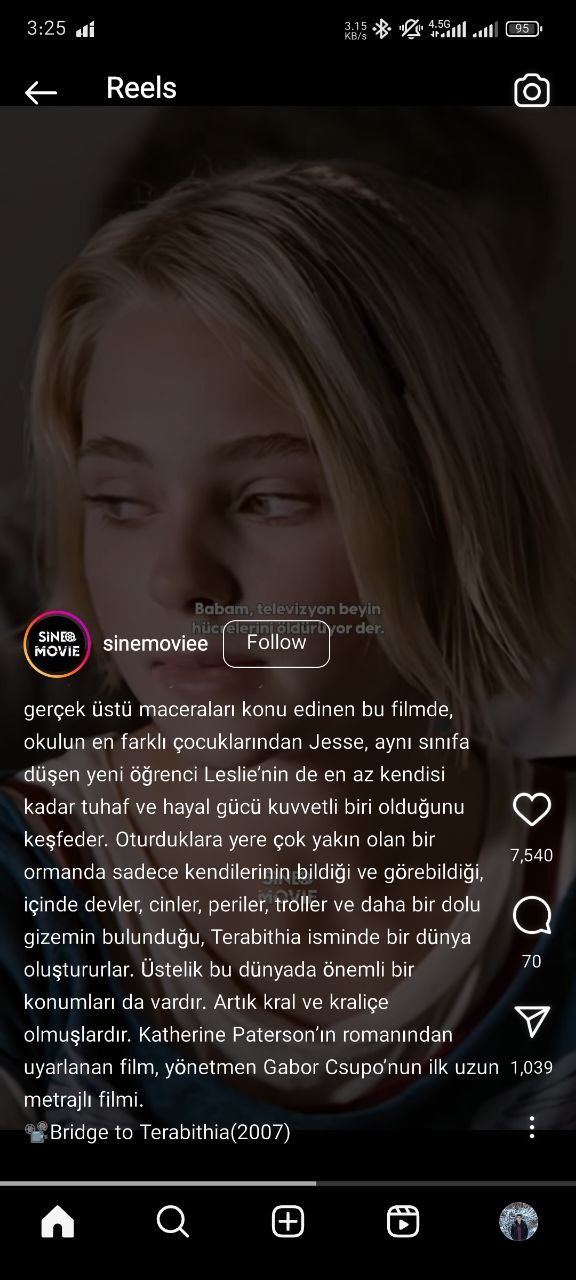 3:25
3.15
KB/s
4.5G
95
Reels
Babam, televizyon beyin
hücrelerini öldürüyor der.
SİNE
MOVIE
sinemoviee
Follow
gerçek üstü maceraları konu edinen bu filmde,
okulun en farklı çocuklarından Jesse, aynı sınıfa
düşen yeni öğrenci Leslie’nin de en az kendisi
kadar tuhaf ve hayal gücü kuvvetli biri olduğunu
keşfeder. Oturduklara yere çok yakın olan bir
ormanda sadece kendilerinin bildiği ve görebildiği,
içinde devler, cinler, periler, troller ve daha bir dolu
gizemin bulunduğu, Terabithia isminde bir dünya
oluştururlar. Üstelik bu dünyada önemli bir
konumları da vardır. Artık kral ve kraliçe
olmuşlardır. Katherine Paterson’ın romanından
uyarlanan film, yönetmen Gabor Csupo’nun ilk uzun
metrajlı filmi.
📽Bridge to Terabithia(2007)
SİNE
MOVIE
7,540
70
1,039